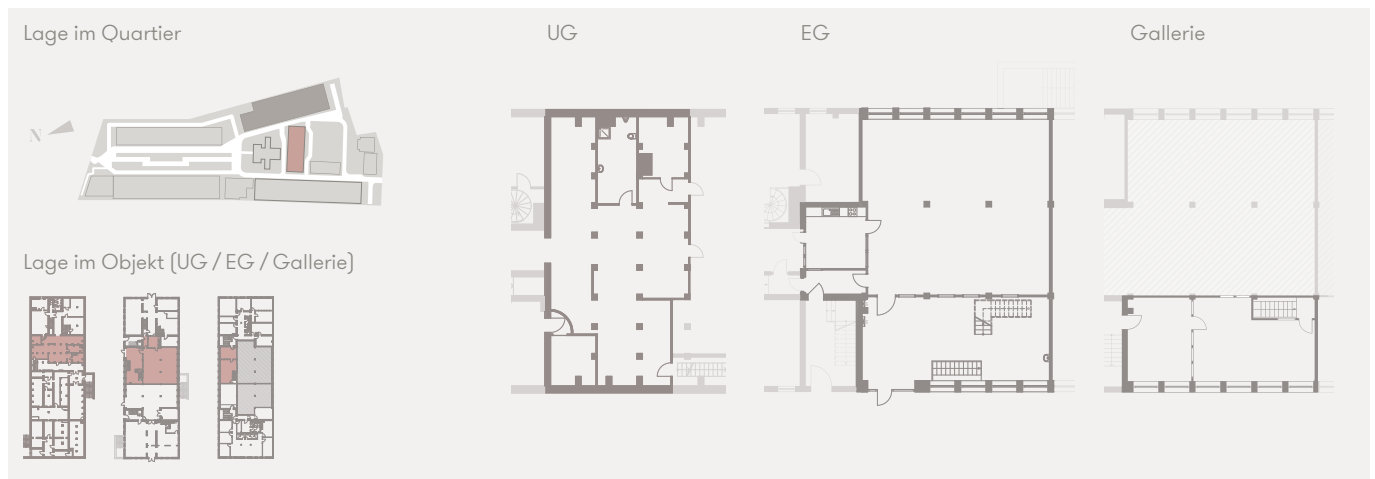 Lage im Quartier
UG
EG
Gallerie
N
Lage im Objekt (UG / EG / Gallerie)